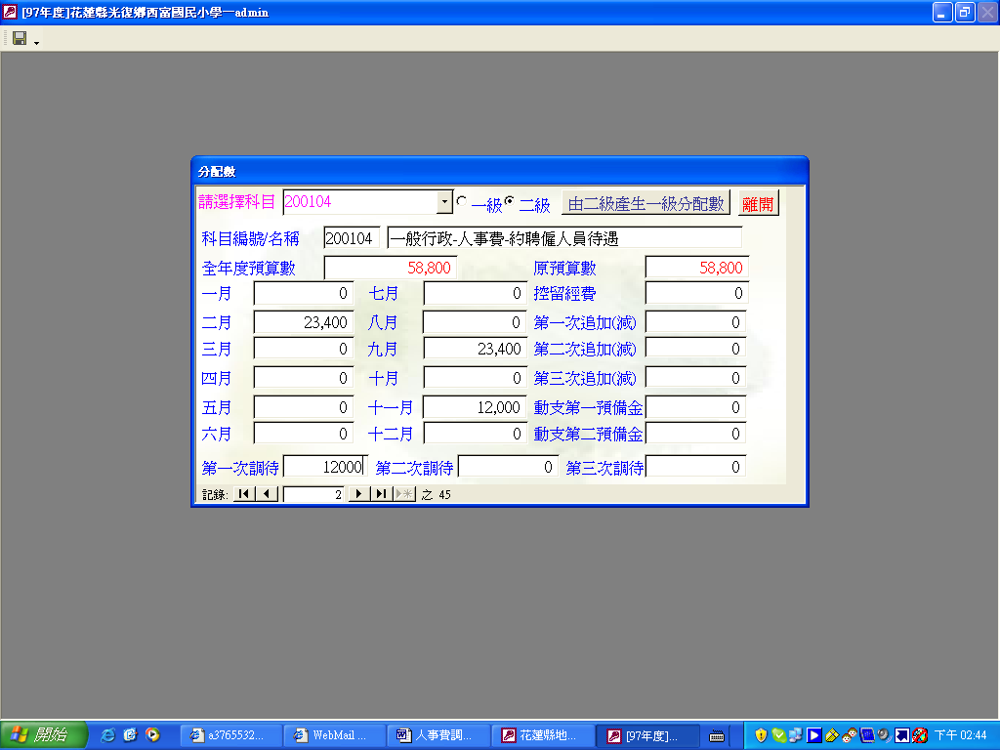 [97年度]花蓮縣光復鄉西富國民小學--admin
分配數
請選擇科目 200104 一級 二級 由二級產生一級分配數 離開
科目編號/名稱 200104 一般行政-人事費-約聘僱人員待遇
全年度預算數 58,800 原預算數 58,800
一月 0 七月 0 控留經費 0
二月 23,400 八月 0 第一次追加(減) 0
三月 0 九月 23,400 第二次追加(減) 0
四月 0 十月 0 第三次追加(減) 0
五月 0 十一月 12,000 動支第一預備金 0
六月 0 十二月 0 動支第二預備金 0
第一次調待 12000 第二次調待 0 第三次調待 0
記錄: 2 之 45
開始 a3765532... WebMail ... 人事費調... 花蓮縣地... [97年度]... 下午 02:44